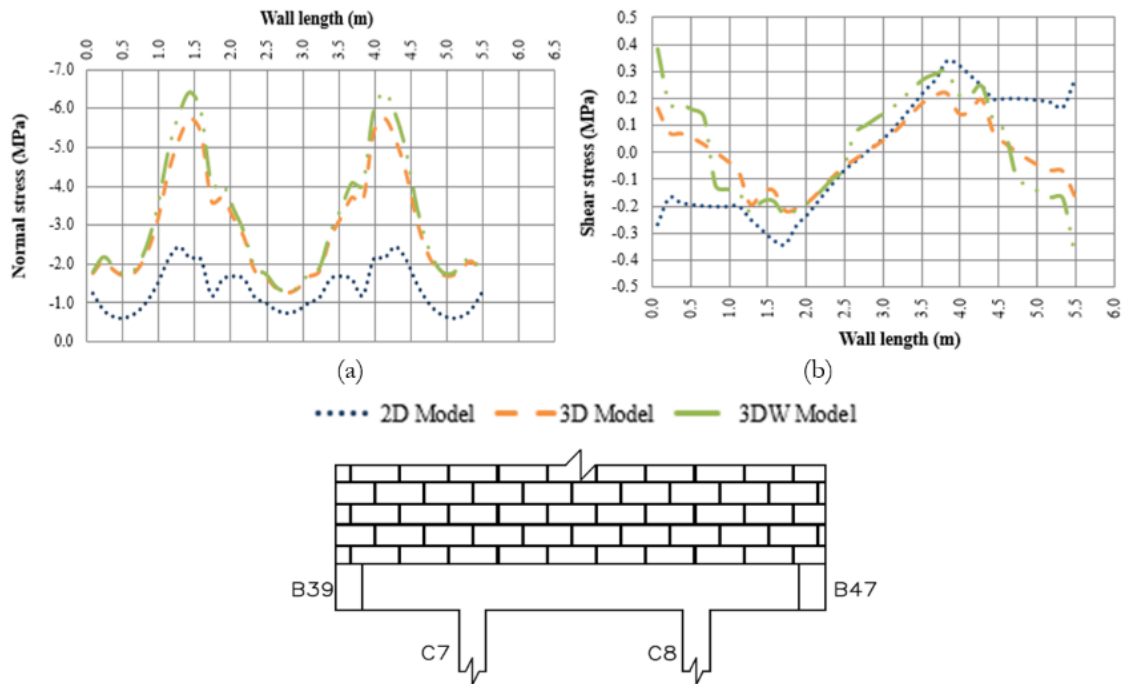 Wall length (m)
0.0 0.5 1.0 1.5 2.0 2.5 3.0 3.5 4.0 4.5 5.0 5.5 6.0 6.5
Normal stress (MPa)
-7.0
-6.0
-5.0
-4.0
-3.0
-2.0
-1.0
0.0
(a)
Shear stress (MPa)
0.5
0.4
0.3
0.2
0.1
0.0
-0.1
-0.2
-0.3
-0.4
-0.5
0.0 0.5 1.0 1.5 2.0 2.5 3.0 3.5 4.0 4.5 5.0 5.5 6.0
Wall length (m)
(b)
2D Model 3D Model 3DW Model
B39 B47
C7 C8